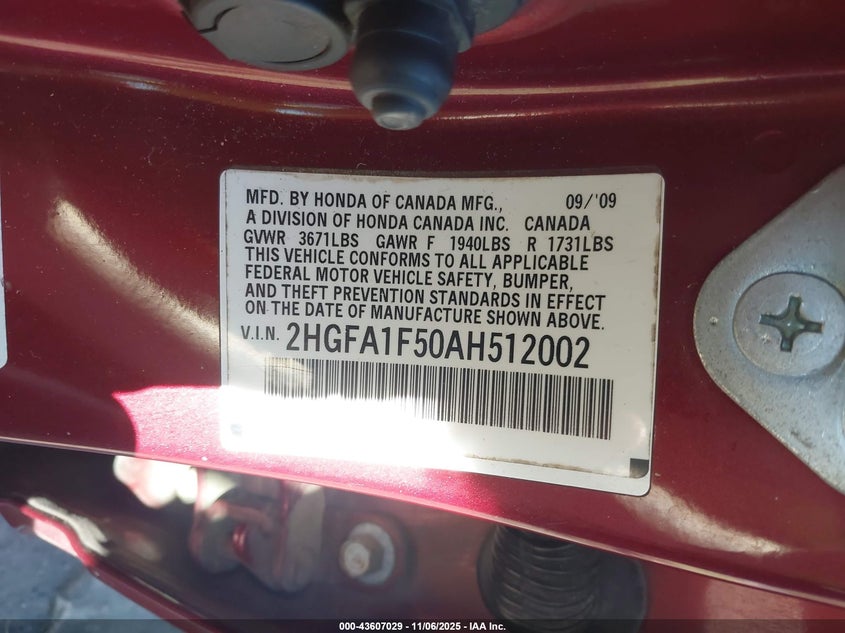 MFD. BY HONDA OF CANADA MFG., 09/'09
A DIVISION OF HONDA CANADA INC. CANADA
GVWR 3671LBS GAWR F 1940LBS R 1731LBS
THIS VEHICLE CONFORMS TO ALL APPLICABLE
FEDERAL MOTOR VEHICLE SAFETY, BUMPER,
AND THEFT PREVENTION STANDARDS IN EFFECT
ON THE DATE OF MANUFACTURE SHOWN ABOVE.
V.I.N. 2HGFA1F50AH512002
000-43607029 - 11/06/2025 - IAA Inc.